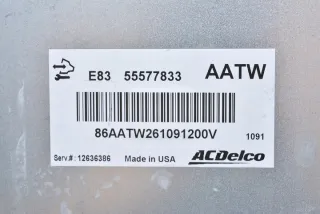 E83 55577833 AATW
86AATW261091200V
1091
Serv.#: 12636386 Made in USA ACDelco